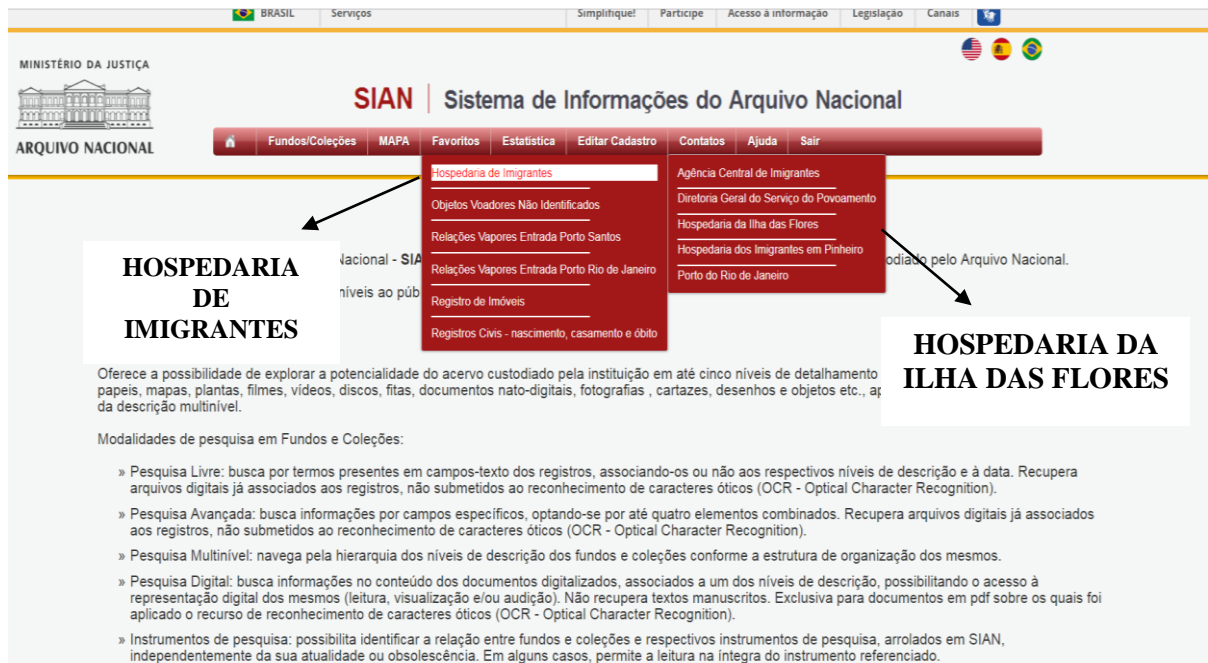 BRASIL Serviços Simplifique! Participe Acesso à informação Legislação Canais
MINISTÉRIO DA JUSTIÇA
ARQUIVO NACIONAL
SIAN | Sistema de Informações do Arquivo Nacional
Fundos/Coleções MAPA Favoritos Estatistica Editar Cadastro Contatos Ajuda Sair
Hospedaria de Imigrantes
Objetos Voadores Não Identificados
Relações Vapores Entrada Porto Santos
Relações Vapores Entrada Porto Rio de Janeiro
Registro de Imóveis
Registros Civis - nascimento, casamento e óbito
Agência Central de Imigrantes
Diretoria Geral do Serviço do Povoamento
Hospedaria da Ilha das Flores
Hospedaria dos Imigrantes em Pinheiro
Porto do Rio de Janeiro
HOSPEDARIA
DE
IMIGRANTES
HOSPEDARIA DA
ILHA DAS FLORES
Nacional - SIA odiado pelo Arquivo Nacional.
níveis ao púb
Oferece a possibilidade de explorar a potencialidade do acervo custodiado pela instituição em até cinco níveis de detalhamento
papeis, mapas, plantas, filmes, vídeos, discos, fitas, documentos nato-digitais, fotografias , cartazes, desenhos e objetos etc., ap
da descrição multinível.
Modalidades de pesquisa em Fundos e Coleções:
» Pesquisa Livre: busca por termos presentes em campos-texto dos registros, associando-os ou não aos respectivos níveis de descrição e à data. Recupera
arquivos digitais já associados aos registros, não submetidos ao reconhecimento de caracteres óticos (OCR - Optical Character Recognition).
» Pesquisa Avançada: busca informações por campos específicos, optando-se por até quatro elementos combinados. Recupera arquivos digitais já associados
aos registros, não submetidos ao reconhecimento de caracteres óticos (OCR - Optical Character Recognition).
» Pesquisa Multinível: navega pela hierarquia dos níveis de descrição dos fundos e coleções conforme a estrutura de organização dos mesmos.
» Pesquisa Digital: busca informações no conteúdo dos documentos digitalizados, associados a um dos níveis de descrição, possibilitando o acesso à
representação digital dos mesmos (leitura, visualização e/ou audição). Não recupera textos manuscritos. Exclusiva para documentos em pdf sobre os quais foi
aplicado o recurso de reconhecimento de caracteres óticos (OCR - Optical Character Recognition).
» Instrumentos de pesquisa: possibilita identificar a relação entre fundos e coleções e respectivos instrumentos de pesquisa, arrolados em SIAN,
independentemente da sua atualidade ou obsolescência. Em alguns casos, permite a leitura na íntegra do instrumento referenciado.